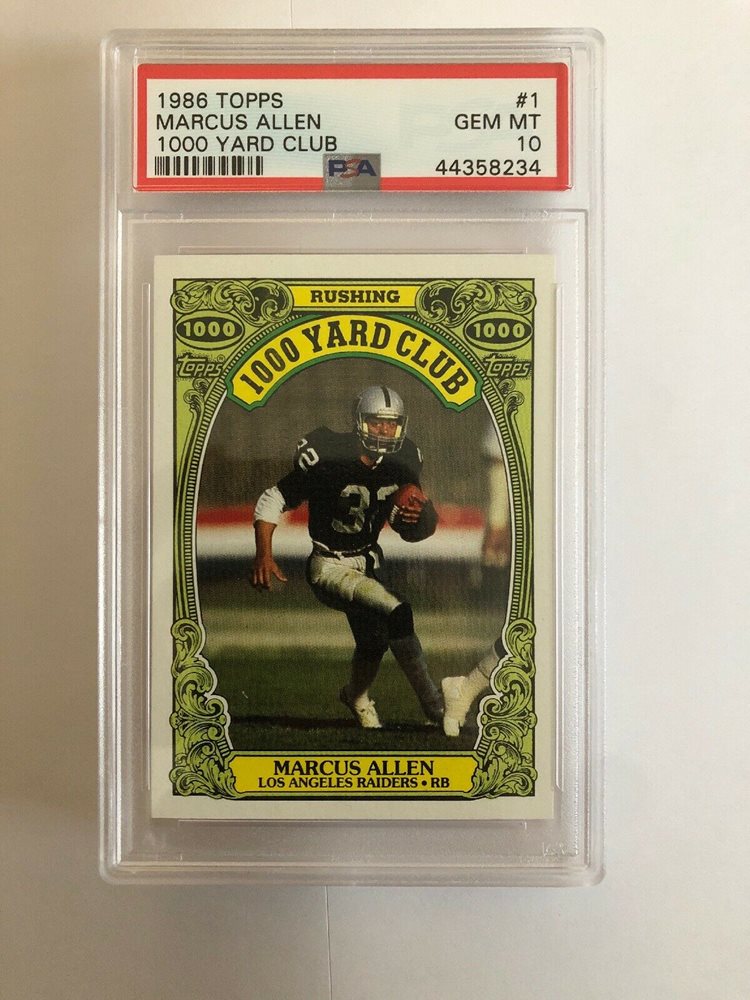 1986 TOPPS #1
MARCUS ALLEN GEM MT
1000 YARD CLUB 10
PSA 44358234
RUSHING
1000 1000
1000 YARD CLUB
Topps® Topps
32
32
MARCUS ALLEN
LOS ANGELES RAIDERS • RB